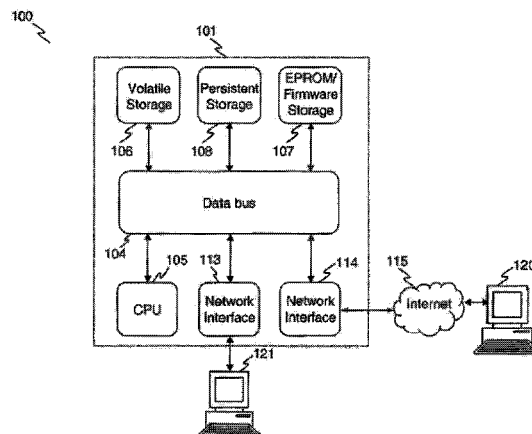 100
101
Volatile
Storage
Persistent
Storage
EPROM/
Firmware
Storage
106
108
107
Data bus
104
105
113
114
115
120
CPU
Network
Interface
Network
Interface
Internet
121